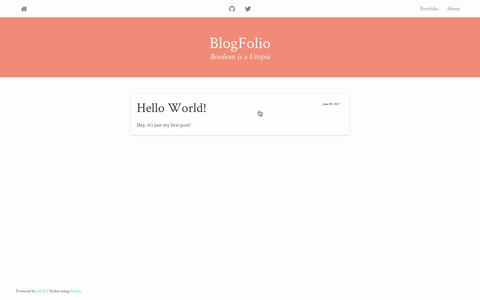 Portfolio About
BlogFolio
Boolean is a Utopia
Hello World!
June 09, 2017
Hey, it's just my first post!
Powered by Jekyll / Styled using Bulma